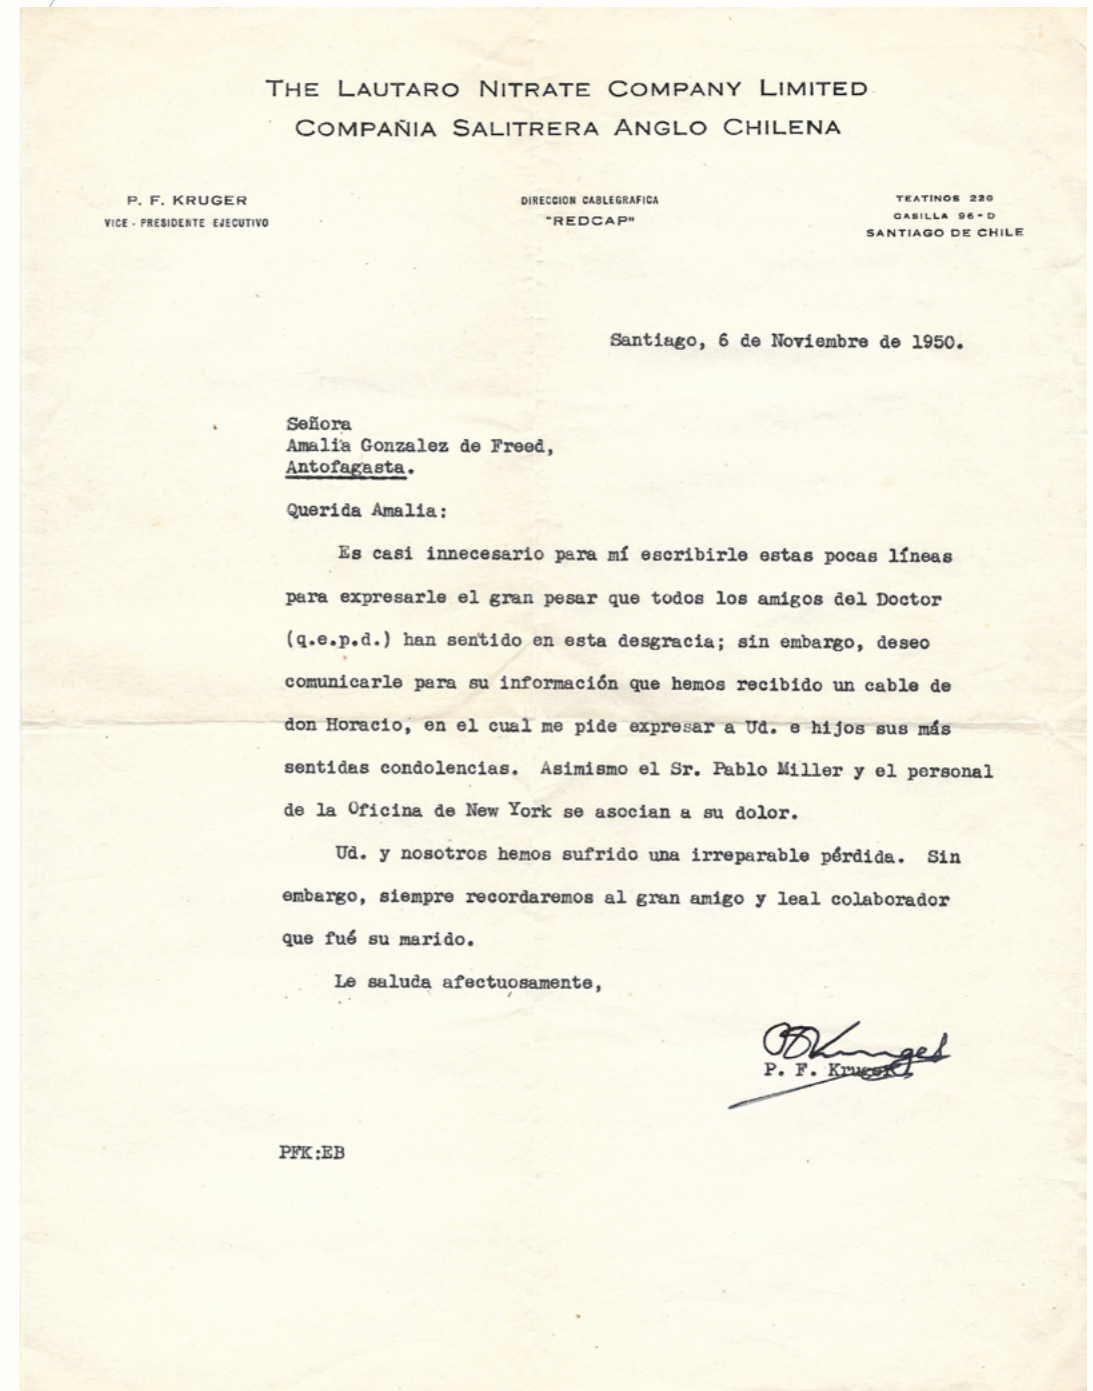 THE LAUTARO NITRATE COMPANY LIMITED
COMPAÑIA SALITRERA ANGLO CHILENA
P. F. KRUGER
VICE - PRESIDENTE EJECUTIVO
DIRECCION CABLEGRAFICA
"REDCAP"
TEATINOS 220
CASILLA 96-D
SANTIAGO DE CHILE
Santiago, 6 de Noviembre de 1950.
Señora
Amalia Gonzalez de Freed,
Antofagasta.
Querida Amalia:
Es casi innecesario para mí escribirle estas pocas líneas
para expresarle el gran pesar que todos los amigos del Doctor
(q.e.p.d.) han sentido en esta desgracia; sin embargo, deseo
comunicarle para su información que hemos recibido un cable de
don Horacio, en el cual me pide expresar a Ud. e hijos sus más
sentidas condolencias. Asimismo el Sr. Pablo Miller y el personal
de la Oficina de New York se asocian a su dolor.
Ud. y nosotros hemos sufrido una irreparable pérdida. Sin
embargo, siempre recordaremos al gran amigo y leal colaborador
que fué su marido.
Le saluda afectuosamente,
PFKruger
P. F. Kruger
PFK:EB